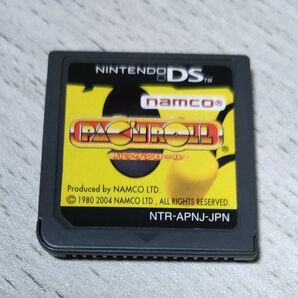 NINTENDO DS™
namco®
PAC'N ROLL
®
パックンロール
Produced by NAMCO LTD.
© 1980 2004 NAMCO LTD., ALL RIGHTS RESERVED.
NTR-APNJ-JPN